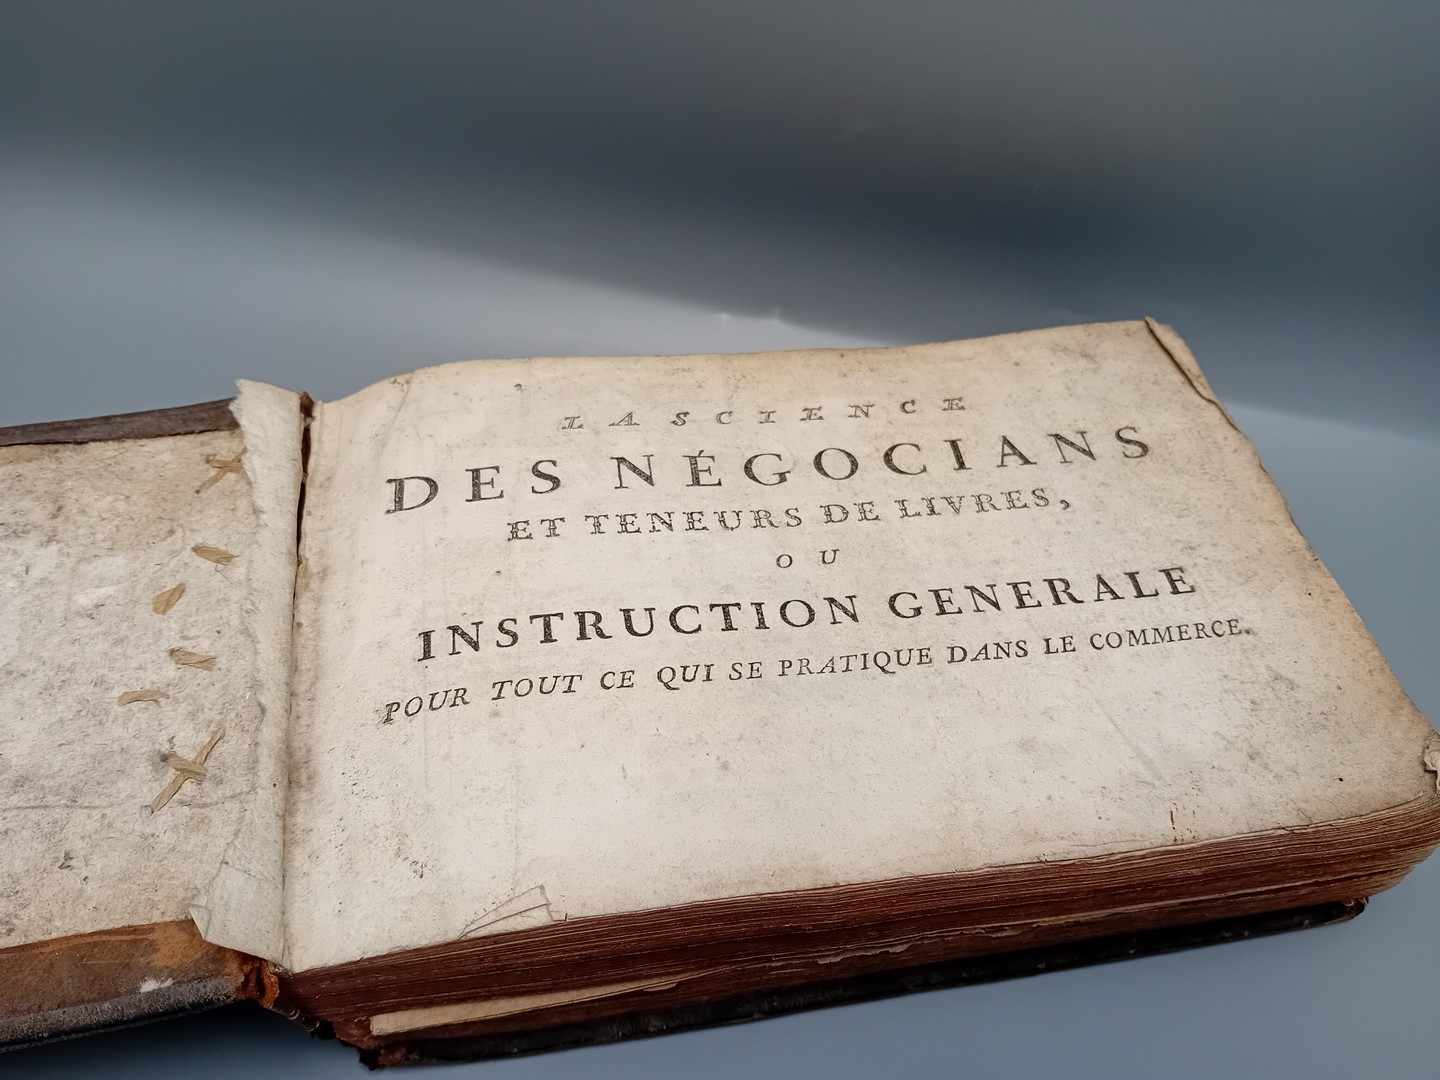 LA SCIENCE
DES NÉGOCIANS
ET TENEURS DE LIVRES,
OU
INSTRUCTION GENERALE
POUR TOUT CE QUI SE PRATIQUE DANS LE COMMERCE.